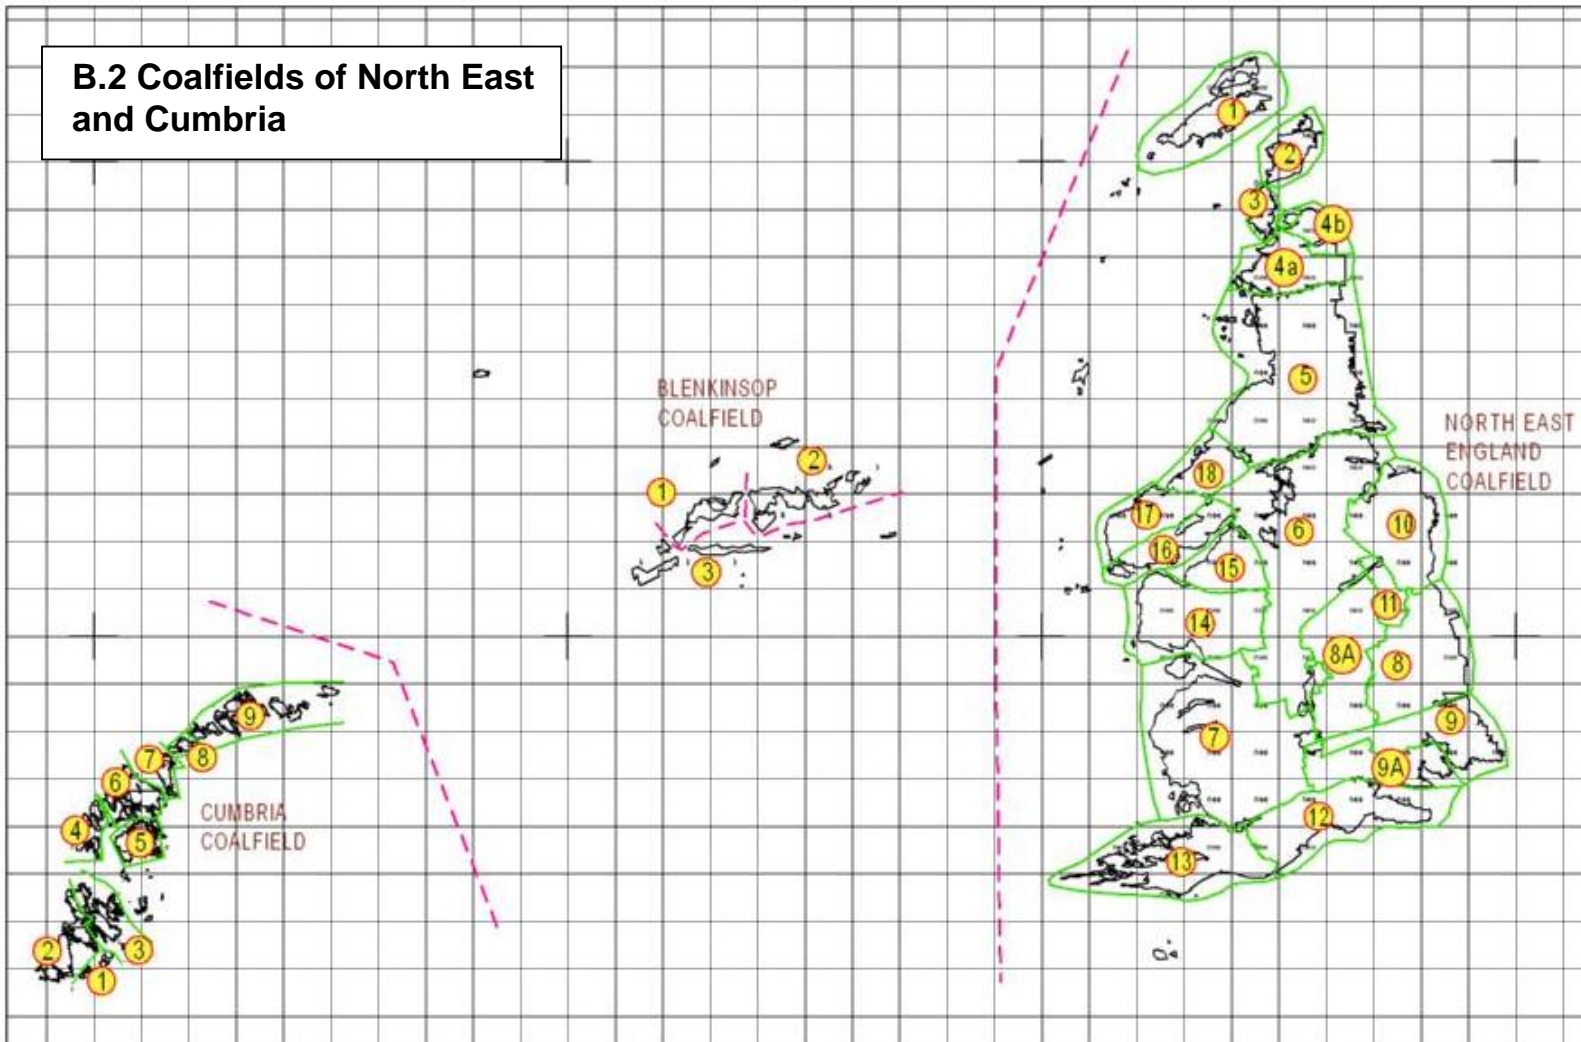 B.2 Coalfields of North East
and Cumbria
1
2
3
4b
4a
5
BLENKINSOP
COALFIELD
NORTH EAST
ENGLAND
COALFIELD
2
1
3
18
17
6
10
16
15
11
14
8A
8
9
7
9A
12
13
9
7
8
6
CUMBRIA
COALFIELD
4
5
2
3
1